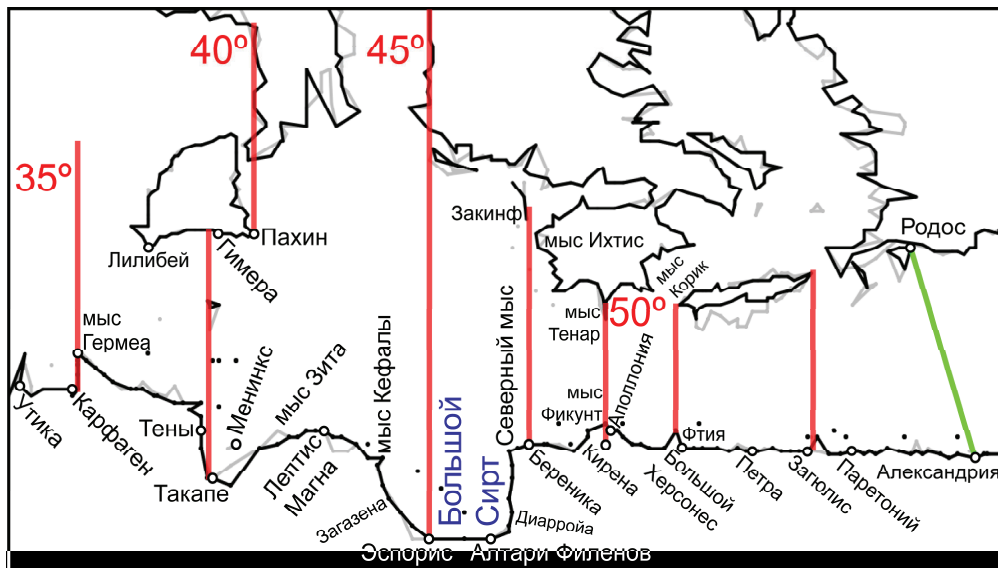 40º
45º
35º
Закинф
Родос
мыс Ихтис
Пахин
Лилибей
Гимера
мыс
Корик
50º
мыс
Гермеа
мыс
Тенар
мыс Кефалы
Северный мыс
Аполлония
мыс
Фикунт
Менинкс
мыс Зита
Утика
Карфаген
Тены
Такапе
Лептис
Магна
Большой
Сирт
Фтия
Береника
Кирена
Большой
Херсонес
Петра
Запюлис
Паретоний
Александрия
Загазена
Диарройа
Эспорис
Алтари Филенов